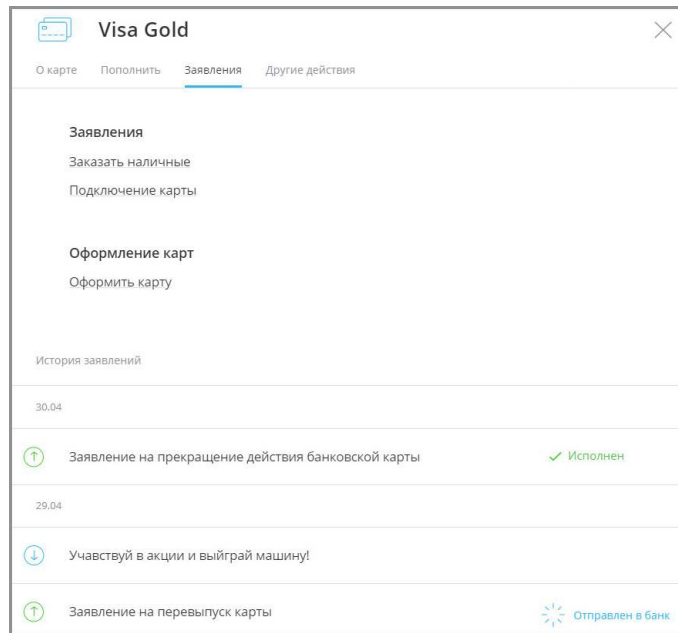 Visa Gold
О карте Пополнить Заявления Другие действия
Заявления
Заказать наличные
Подключение карты
Оформление карт
Оформить карту
История заявлений
30.04
Заявление на прекращение действия банковской карты Исполнен
29.04
Учавствуй в акции и выйграй машину!
Заявление на перевыпуск карты Отправлен в банк